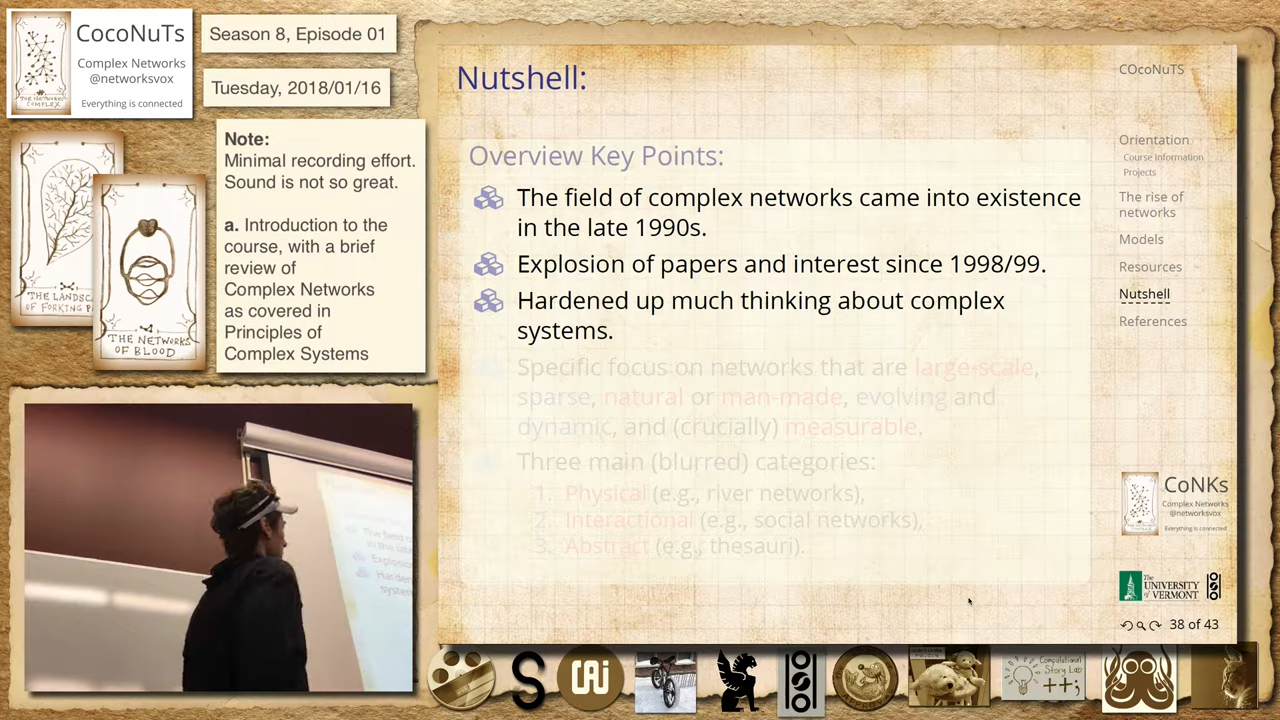 CocoNuTs
Complex Networks
@networksvox
Everything is connected
Season 8, Episode 01
Tuesday, 2018/01/16
Note:
Minimal recording effort.
Sound is not so great.
a. Introduction to the
course, with a brief
review of
Complex Networks
as covered in
Principles of
Complex Systems
THE NETWORKS
OF BLOOD
Nutshell:
Overview Key Points:
The field of complex networks came into existence
in the late 1990s.
Explosion of papers and interest since 1998/99.
Hardened up much thinking about complex
systems.
Specific focus on networks that are large-scale,
sparse, natural or man-made, evolving and
dynamic, and (crucially) measurable.
Three main (blurred) categories:
1. Physical (e.g., river networks),
2. Interactional (e.g., social networks),
3. Abstract (e.g., thesauri).
COcoNuTS
Orientation
Course Information
Projects
The rise of
networks
Models
Resources
Nutshell
References
CoNKs
Complex Networks
@networksvox
Everything is connected
The
UNIVERSITY
of VERMONT
38 of 43
Computational
Story Lab
++;